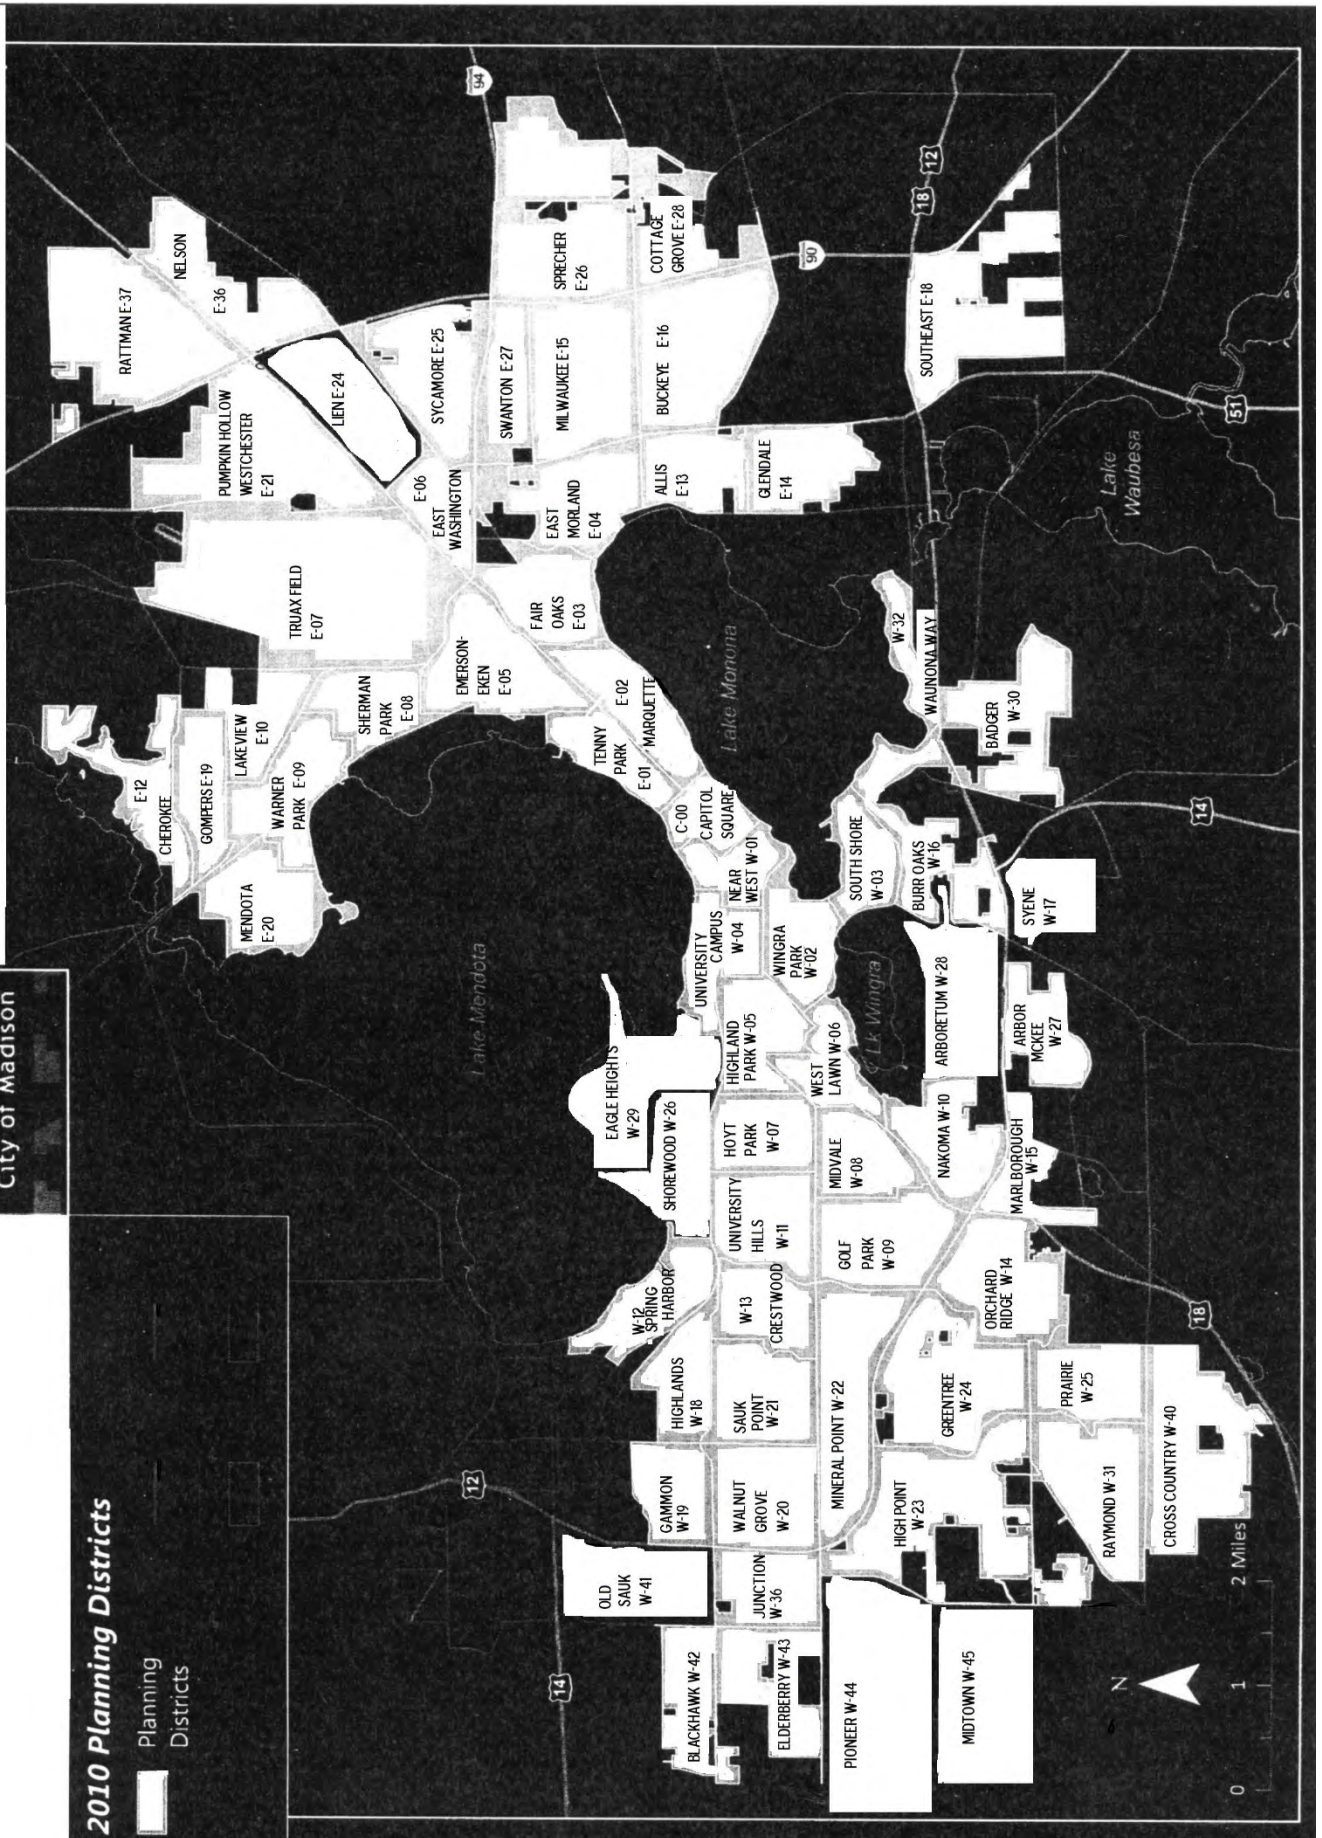 City of Madison
2010 Planning Districts
Planning
Districts
94
RATTMAN E-37
NELSON
E-36
PUMPKIN HOLLOW
WESTCHESTER
E-21
LIEN E-24
SYCAMORE E-25
SWANTON E-27
SPRECHER
E-26
MILWAUKEE E-15
COTTAGE
GROVE E-28
BUCKEYE E-16
90
18
12
SOUTHEAST E-18
51
TRUAX FIELD
E-07
E-06
EAST
WASHINGTON
EAST
MORLAND
E-04
ALLIS
E-13
GLENDALE
E-14
Lake
Waubesa
E-12
CHEROKEE
GOMPERS E-19
LAKEVIEW
E-10
WARNER
PARK E-09
SHERMAN
PARK
E-08
MENDOTA
E-20
EMERSON-
EKEN
E-05
FAIR
OAKS
E-03
TENNY
PARK
E-01
E-02
MARQUETTE
Lake Monona
W-32
WAUNONA WAY
BADGER
W-30
C-00
CAPITOL
SQUARE
NEAR
WEST W-01
SOUTH SHORE
W-03
BURR OAKS
W-16
14
SYENE
W-17
Lake Mendota
UNIVERSITY
CAMPUS
W-04
WINGRA
PARK
W-02
Lk Wingra
ARBORETUM W-28
ARBOR
MCKEE
W-27
EAGLE HEIGHTS
W-29
HIGHLAND
PARK W-05
WEST
LAWN W-06
SHOREWOOD W-26
HOYT
PARK
W-07
MIDVALE
W-08
NAKOMA W-10
MARLBOROUGH
W-15
W-12
SPRING
HARBOR
UNIVERSITY
HILLS
W-11
GOLF
PARK
W-09
W-13
CRESTWOOD
ORCHARD
RIDGE W-14
18
HIGHLANDS
W-18
SAUK
POINT
W-21
MINERAL POINT W-22
GREENTREE
W-24
PRAIRIE
W-25
12
GAMMON
W-19
WALNUT
GROVE
W-20
HIGH POINT
W-23
RAYMOND W-31
CROSS COUNTRY W-40
OLD
SAUK
W-41
JUNCTION
W-36
14
BLACKHAWK W-42
ELDERBERRY W-43
PIONEER W-44
MIDTOWN W-45
N
0 1 2 Miles